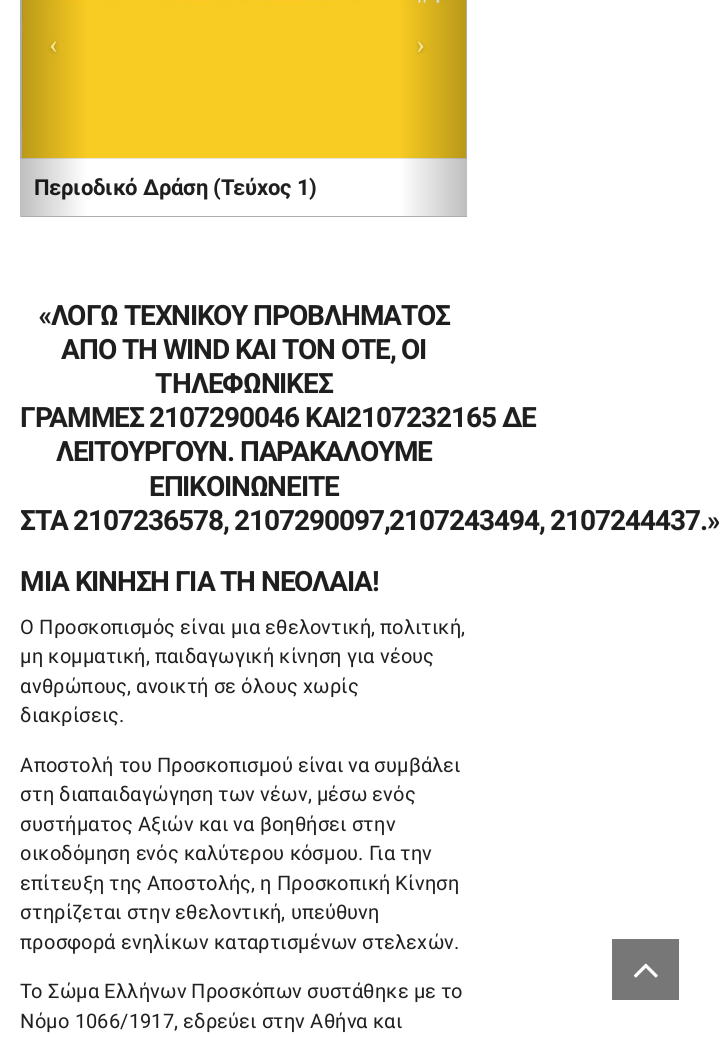 Περιοδικό Δράση (Τεύχος 1)
«ΛΟΓΩ ΤΕΧΝΙΚΟΥ ΠΡΟΒΛΗΜΑΤΟΣ
ΑΠΟ ΤΗ WIND ΚΑΙ ΤΟΝ ΟΤΕ, ΟΙ
ΤΗΛΕΦΩΝΙΚΕΣ
ΓΡΑΜΜΕΣ 2107290046 ΚΑΙ2107232165 ΔΕ
ΛΕΙΤΟΥΡΓΟΥΝ. ΠΑΡΑΚΑΛΟΥΜΕ
ΕΠΙΚΟΙΝΩΝΕΙΤΕ
ΣΤΑ 2107236578, 2107290097,2107243494, 2107244437.»
ΜΙΑ ΚΙΝΗΣΗ ΓΙΑ ΤΗ ΝΕΟΛΑΙΑ!
Ο Προσκοπισμός είναι μια εθελοντική, πολιτική,
μη κομματική, παιδαγωγική κίνηση για νέους
ανθρώπους, ανοικτή σε όλους χωρίς
διακρίσεις.
Αποστολή του Προσκοπισμού είναι να συμβάλει
στη διαπαιδαγώγηση των νέων, μέσω ενός
συστήματος Αξιών και να βοηθήσει στην
οικοδόμηση ενός καλύτερου κόσμου. Για την
επίτευξη της Αποστολής, η Προσκοπική Κίνηση
στηρίζεται στην εθελοντική, υπεύθυνη
προσφορά ενηλίκων καταρτισμένων στελεχών.
Το Σώμα Ελλήνων Προσκόπων συστάθηκε με το
Νόμο 1066/1917, εδρεύει στην Αθήνα και